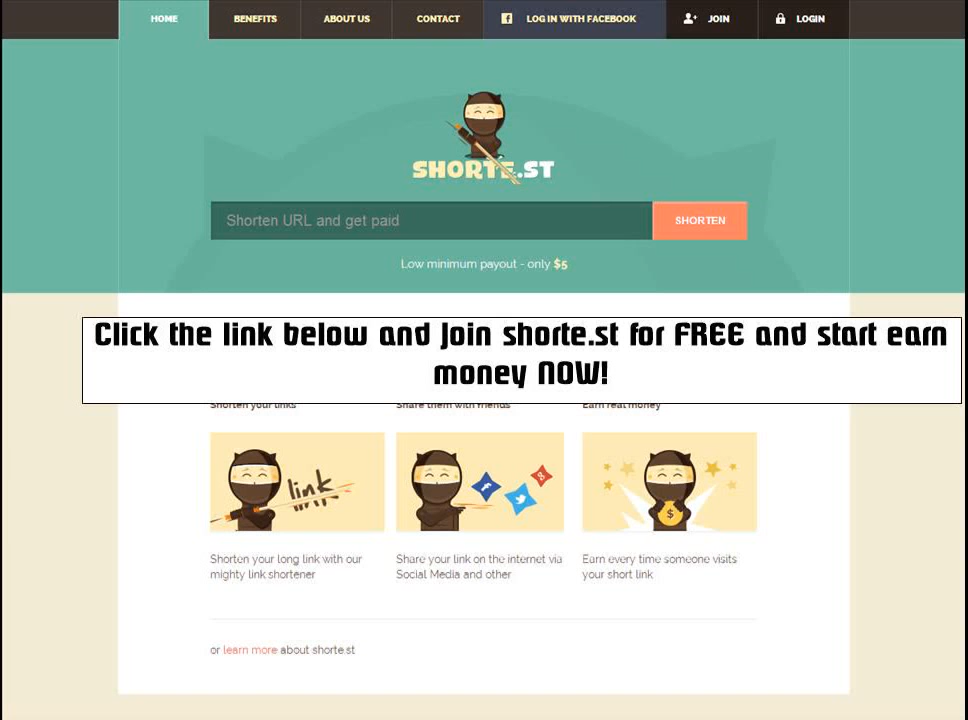 HOME BENEFITS ABOUT US CONTACT LOG IN WITH FACEBOOK JOIN LOGIN
SHORTE.ST
Shorten URL and get paid SHORTEN
Low minimum payout - only $5
Click the link below and Join shorte.st for FREE and start earn
money NOW!
Shorten your links Share them with friends Earn real money
link
Shorten your long link with our
mighty link shortener
Share your link on the internet via
Social Media and other
Earn every time someone visits
your short link
or learn more about shorte.st